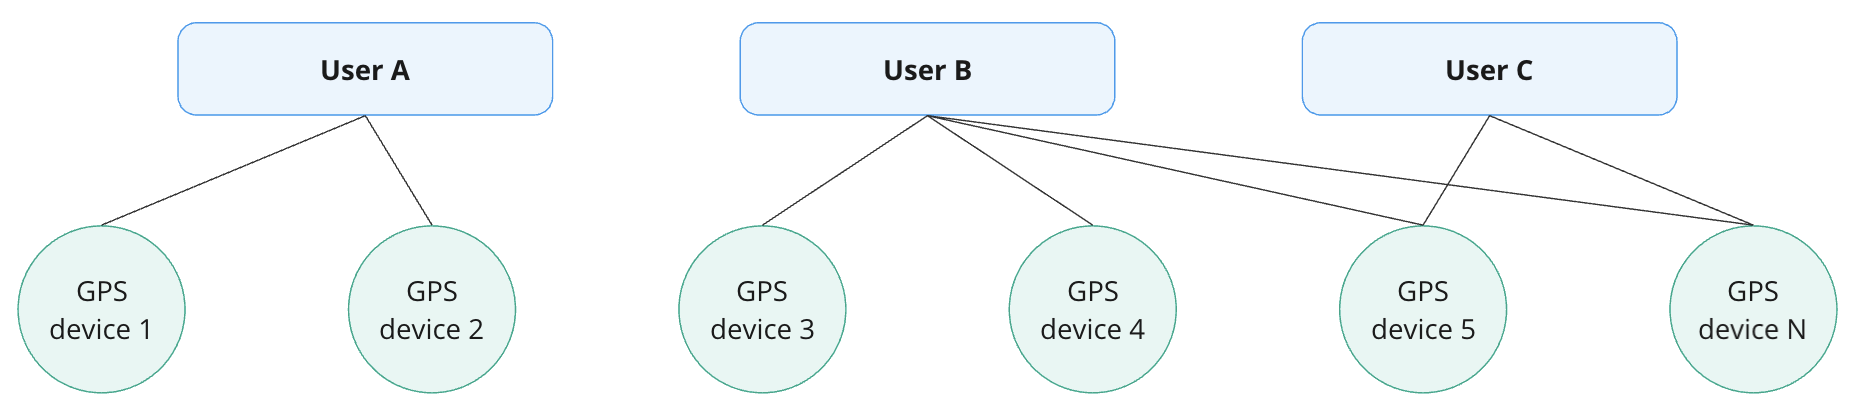 User A
User B
User C
GPS
device 1
GPS
device 2
GPS
device 3
GPS
device 4
GPS
device 5
GPS
device N